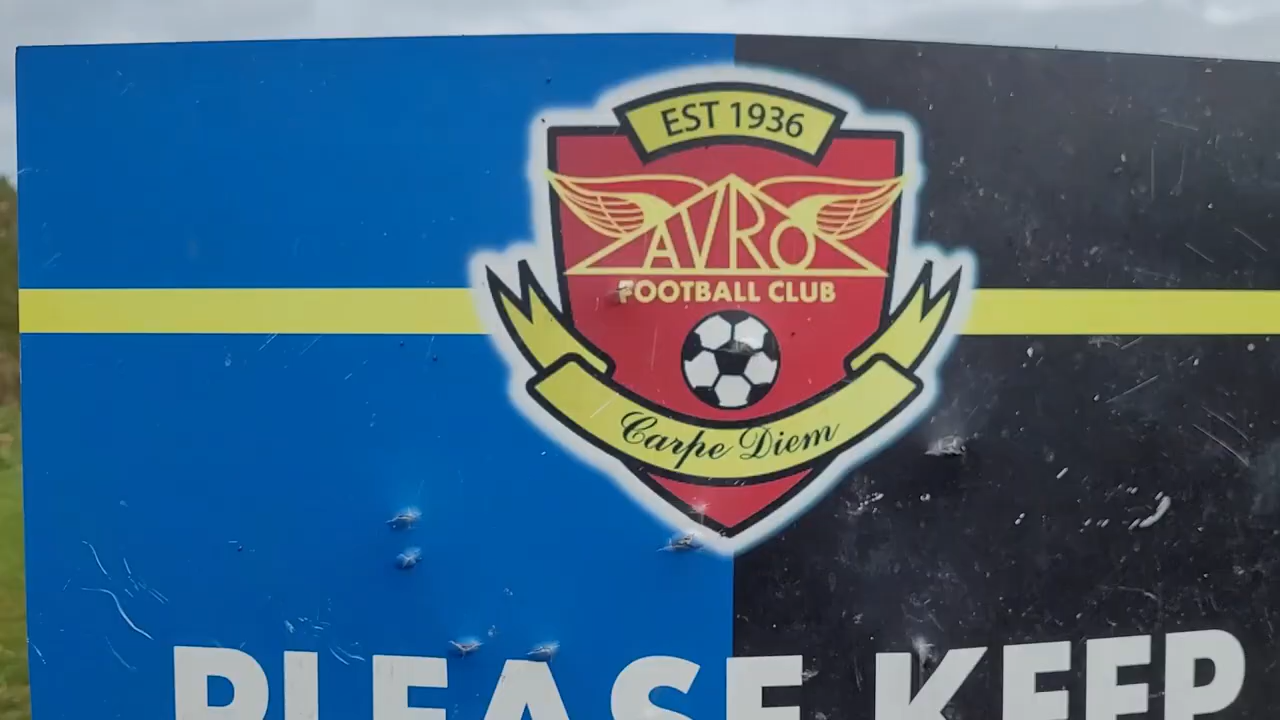 EST 1936
AVRO
FOOTBALL CLUB
Carpe Diem
PLEASE KEEP